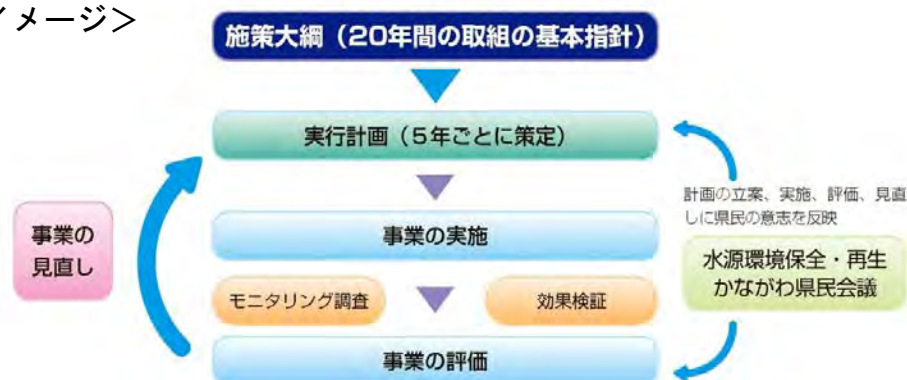 イメージ＞
施策大綱（20年間の取組の基本指針）
実行計画（5年ごとに策定）
計画の立案、実施、評価、見直
しに県民の意志を反映
事業の
見直し
事業の実施
水源環境保全・再生
かながわ県民会議
モニタリング調査
効果検証
事業の評価